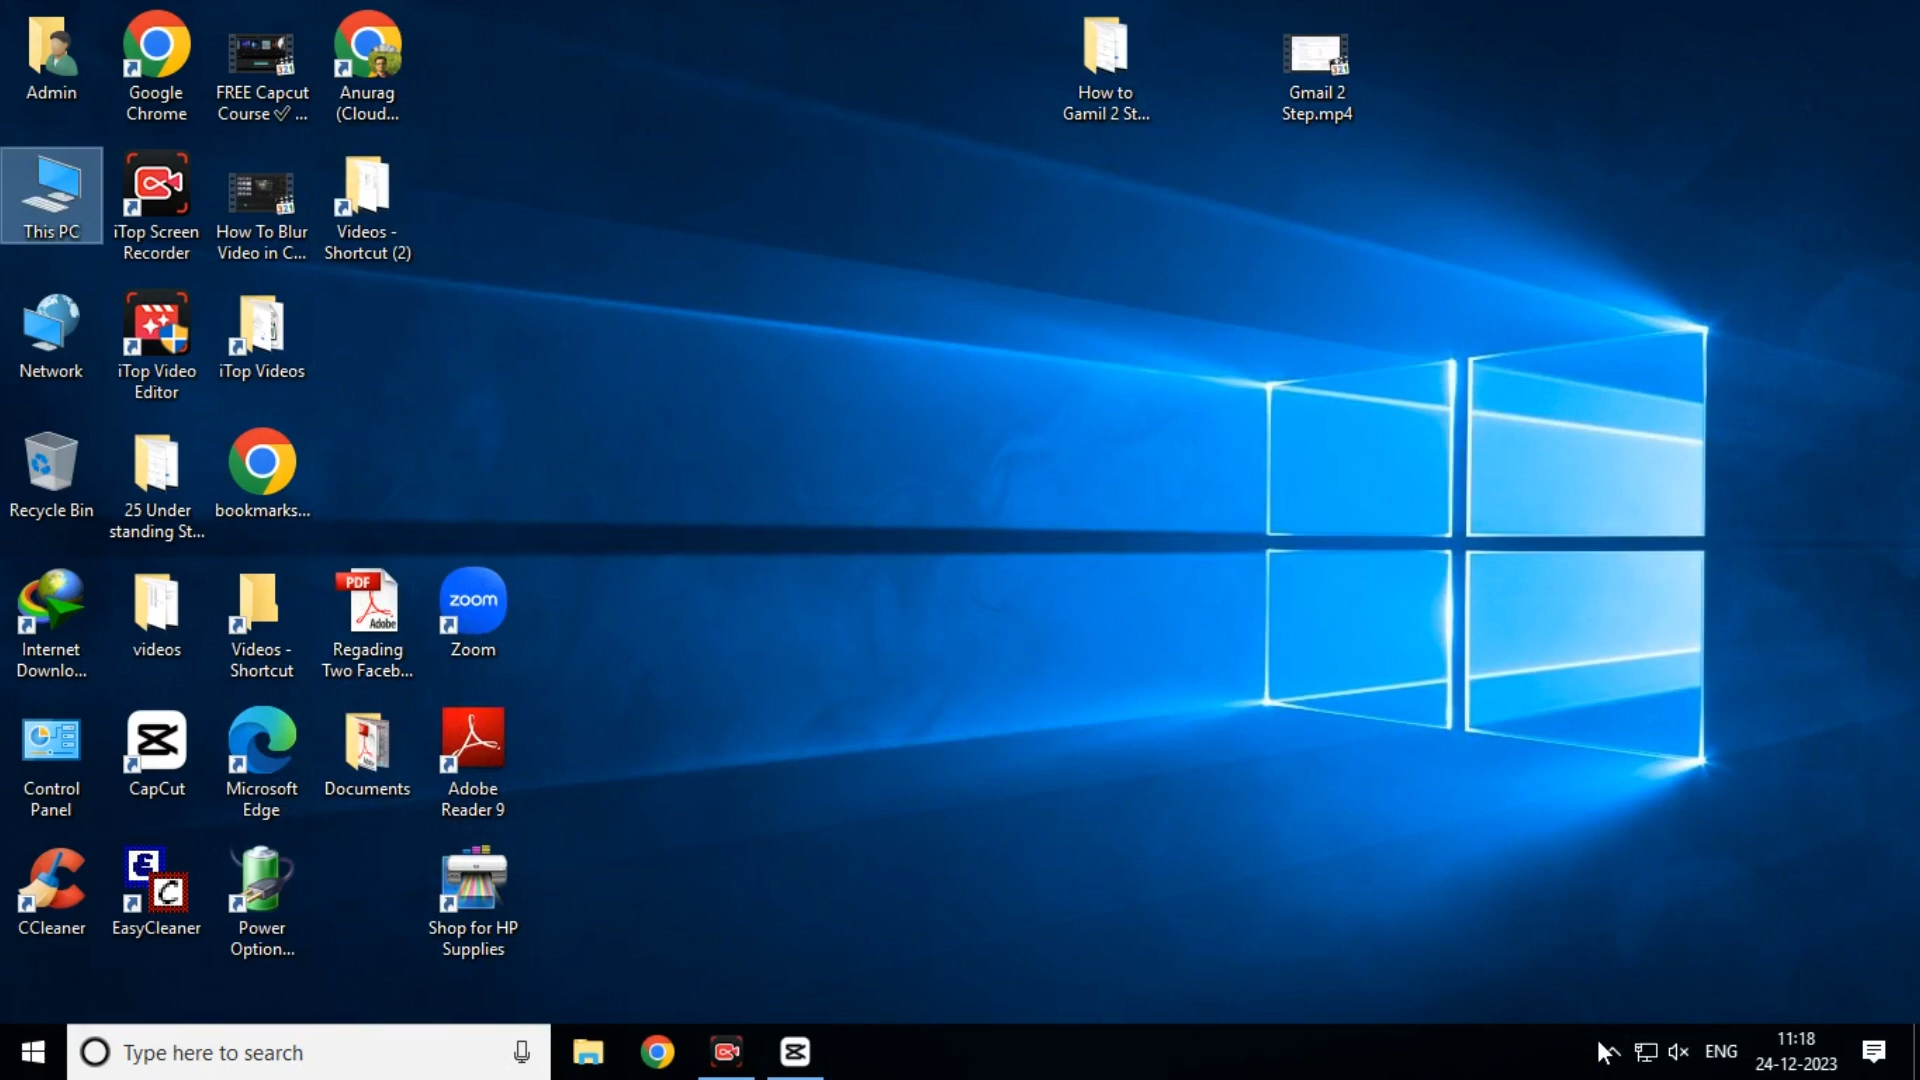 Admin
Google
Chrome
FREE Capcut
Course ✓ ...
Anurag
(Cloud...
How to
Gamil 2 St...
Gmail 2
Step.mp4
This PC
iTop Screen
Recorder
How To Blur
Video in C...
Videos -
Shortcut (2)
Network
iTop Video
Editor
iTop Videos
Recycle Bin
25 Under
standing St...
bookmarks...
Internet
Downlo...
videos
Videos -
Shortcut
PDF
Adobe
Regading
Two Faceb...
zoom
Zoom
Control
Panel
CapCut
Microsoft
Edge
Documents
Adobe
Reader 9
CCleaner
EasyCleaner
Power
Option...
Shop for HP
Supplies
Type here to search
ENG
11:18
24-12-2023